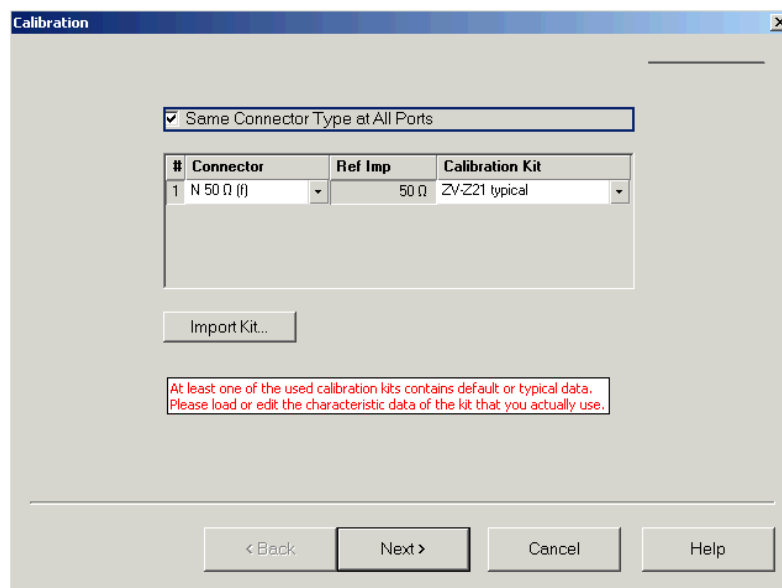 Calibration
Same Connector Type at All Ports
# Connector Ref Imp Calibration Kit
1 N 50 Ω (f) 50 Ω ZV-Z21 typical
Import Kit...
At least one of the used calibration kits contains default or typical data.
Please load or edit the characteristic data of the kit that you actually use.
< Back Next > Cancel Help